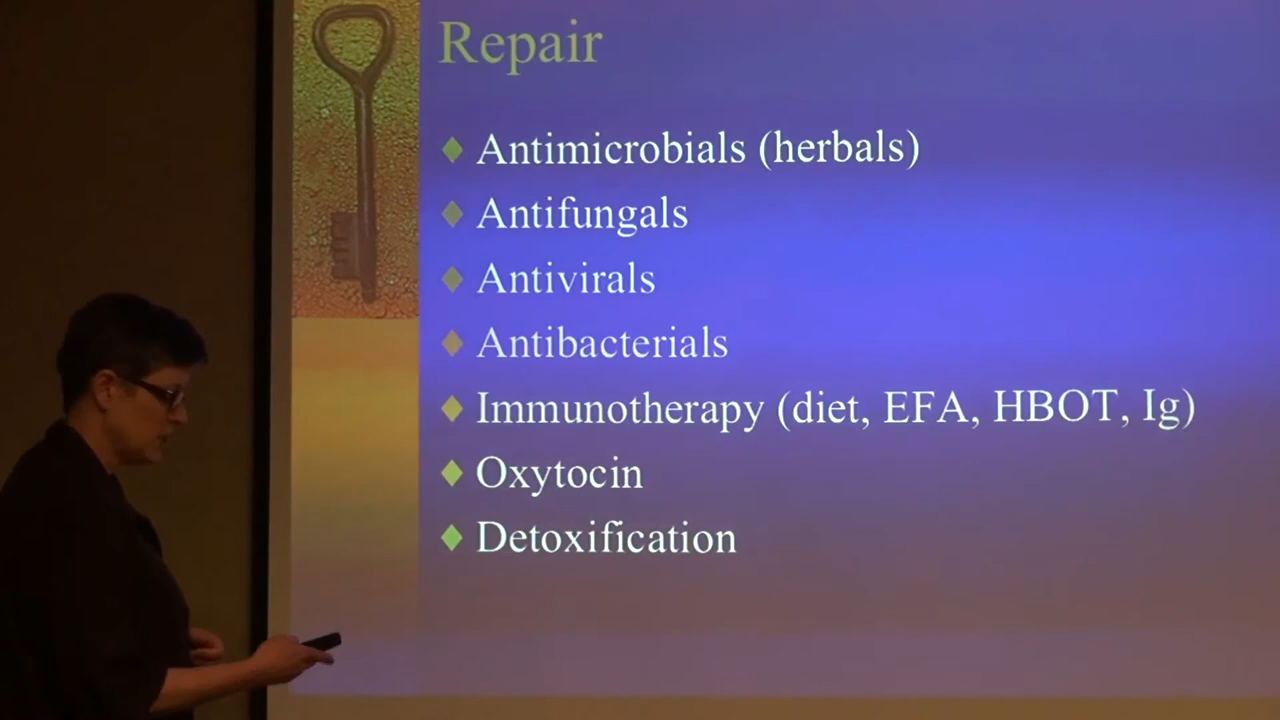 Repair
Antimicrobials (herbals)
Antifungals
Antivirals
Antibacterials
Immunotherapy (diet, EFA, HBOT, Ig)
Oxytocin
Detoxification